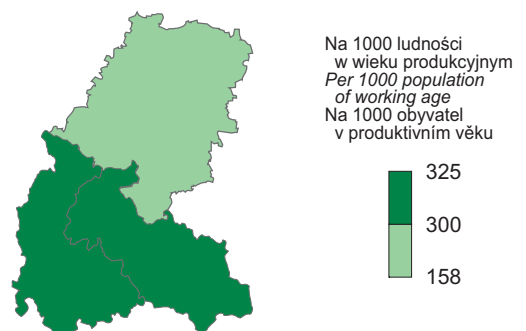 Na 1000 ludności
w wieku produkcyjnym
Per 1000 population
of working age
Na 1000 obyvatel
v produktivním věku
325
300
158